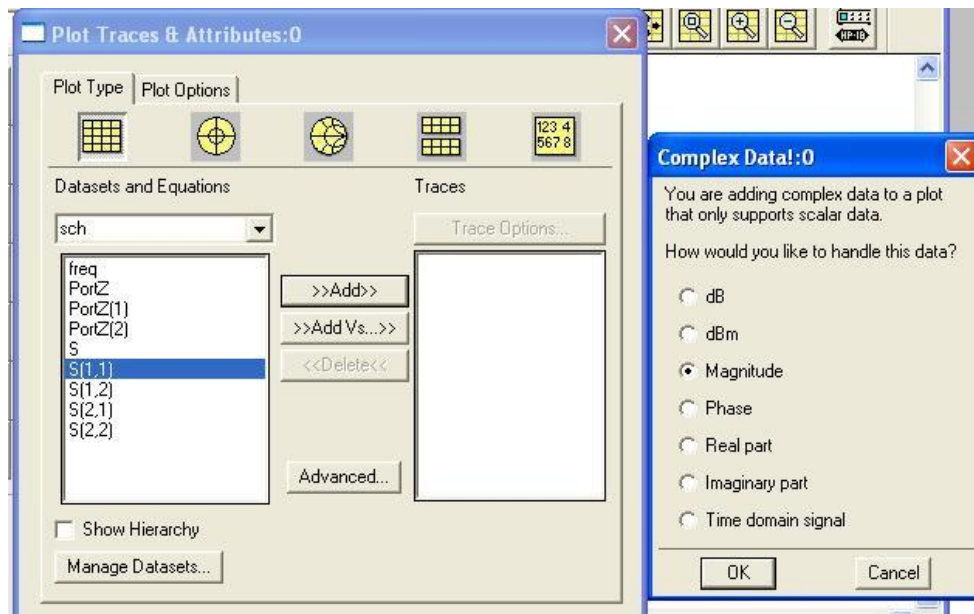 Plot Traces & Attributes:0
Plot Type
Plot Options
123 4
567 8
Datasets and Equations
Traces
sch
Trace Options...
freq
PortZ
PortZ(1)
PortZ(2)
S
S(1,1)
S(1,2)
S(2,1)
S(2,2)
>>Add>>
>>Add Vs...>>
<<Delete<<
Advanced...
Show Hierarchy
Manage Datasets...
HP-IB
Complex Data!:0
You are adding complex data to a plot
that only supports scalar data.
How would you like to handle this data?
dB
dBm
Magnitude
Phase
Real part
Imaginary part
Time domain signal
OK
Cancel